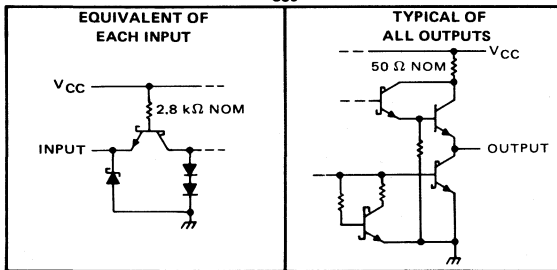 EQUIVALENT OF
EACH INPUT
VCC
2.8 kΩ NOM
INPUT
TYPICAL OF
ALL OUTPUTS
VCC
50 Ω NOM
OUTPUT